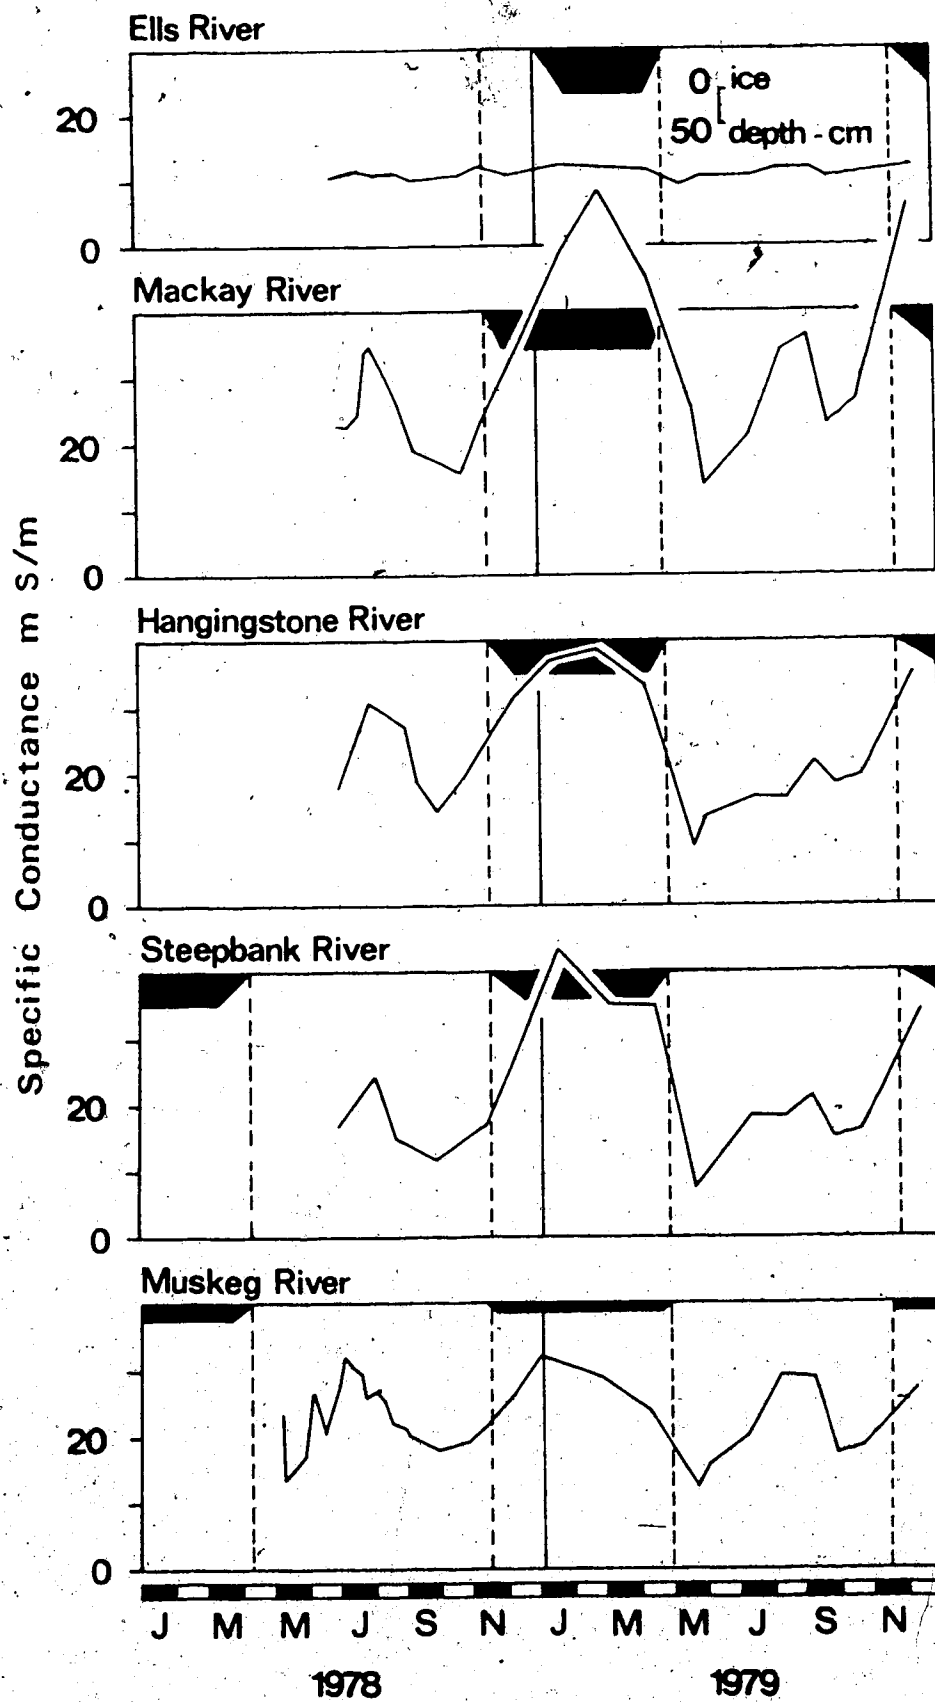 Ells River
20
0
0 ice
50 depth - cm
Mackay River
20
0
Hangingstone River
20
0
Steepbank River
20
0
Muskeg River
20
0
Specific Conductance m s/m
J M M J S N J M M J S N
1978 1979